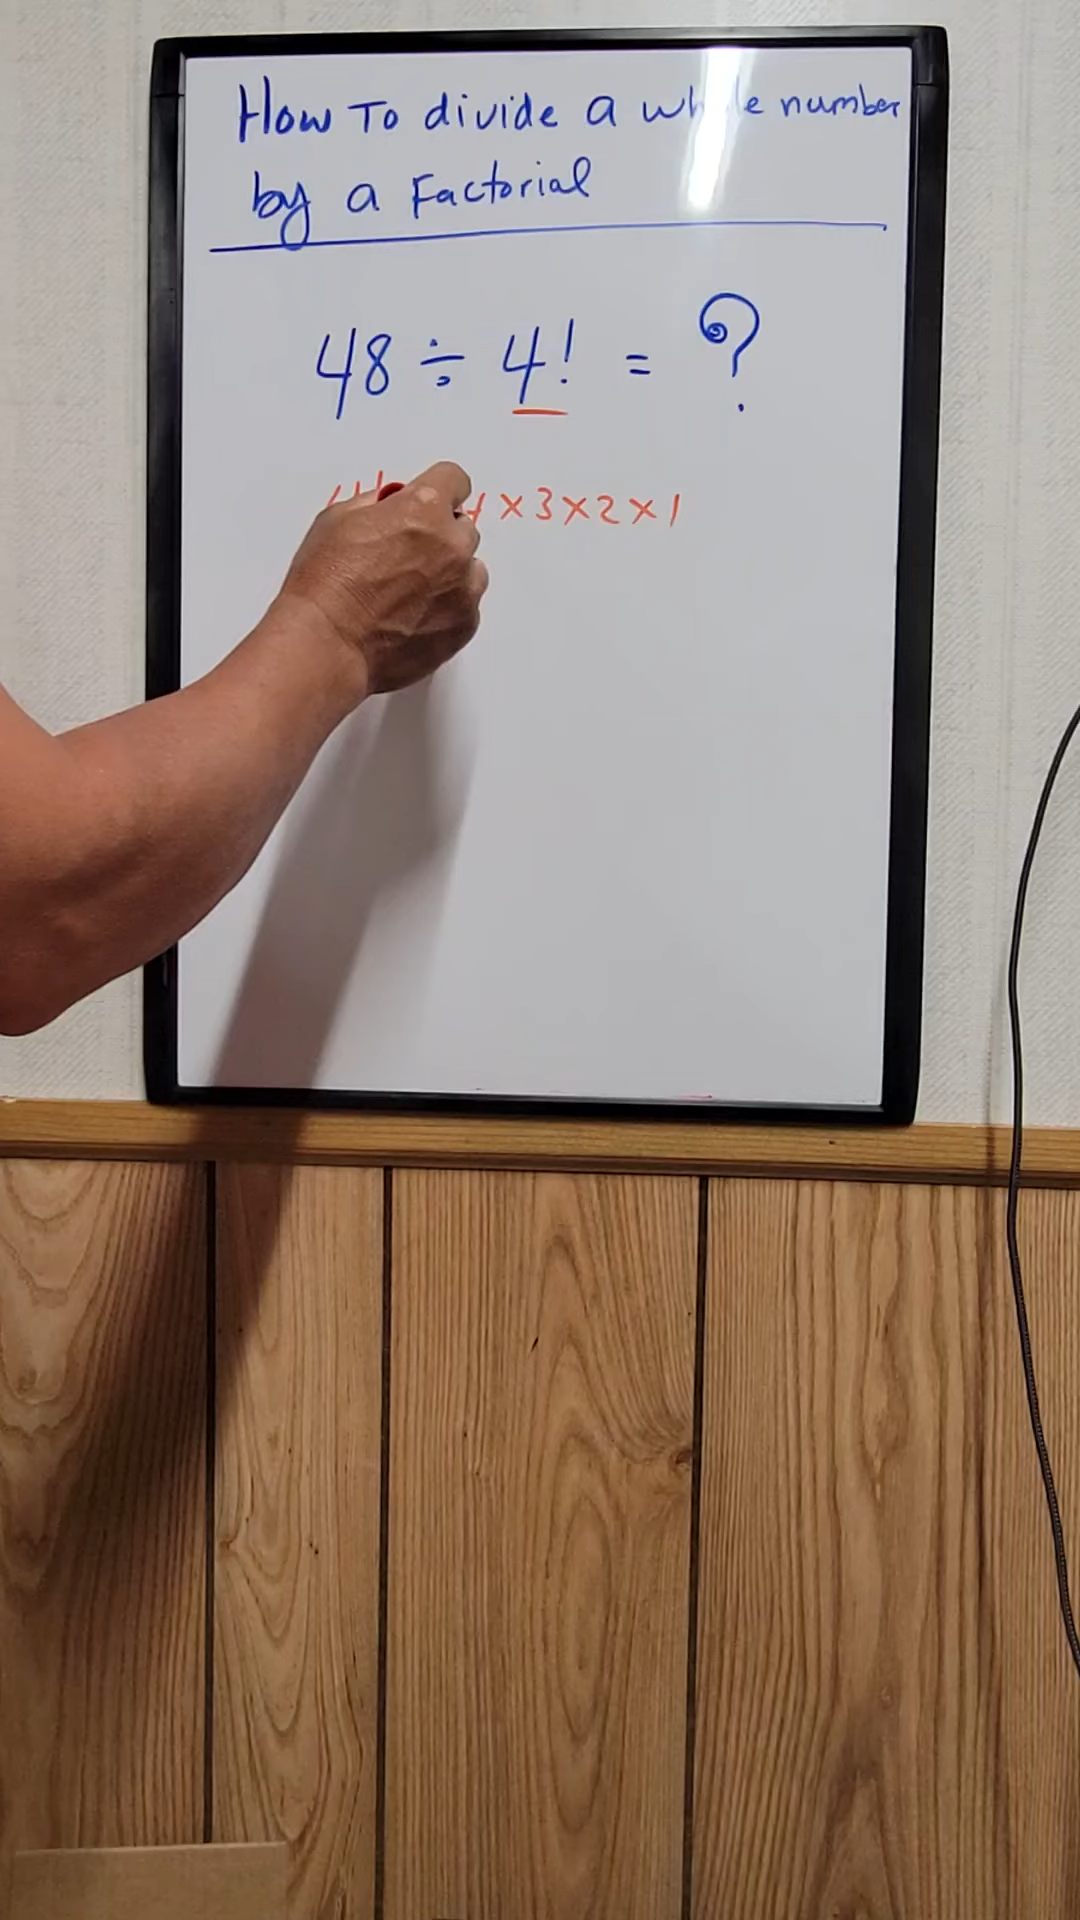 How To divide a whole number
by a Factorial
48 ÷ 4! = ?
4! 4 × 3 × 2 × 1